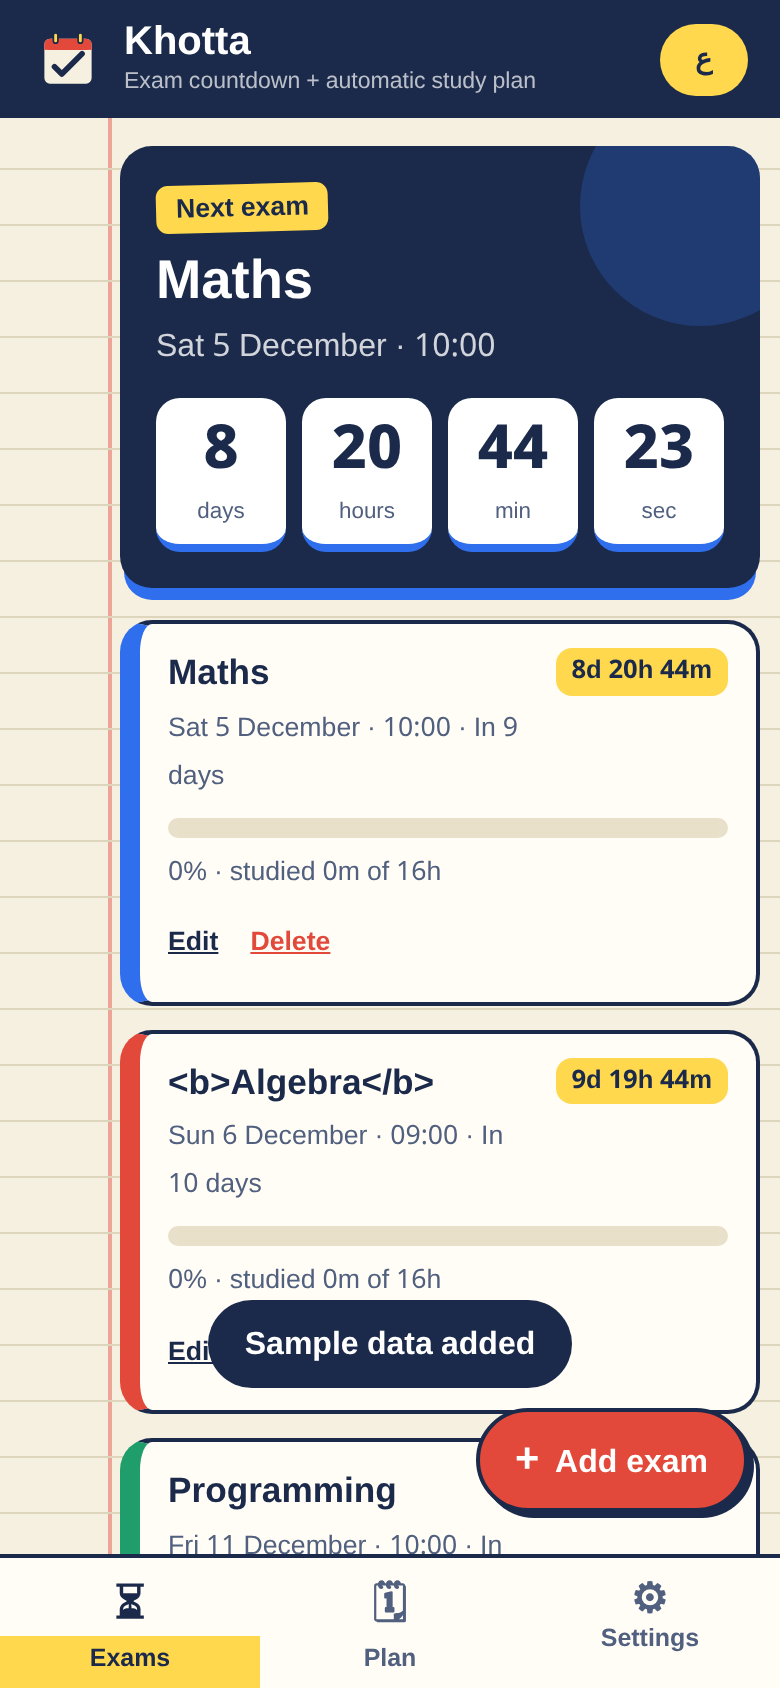 Khotta
Exam countdown + automatic study plan
ع
Next exam
Maths
Sat 5 December · 10:00
8 20 44 23
days hours min sec
Maths
8d 20h 44m
Sat 5 December · 10:00 · In 9
days
0% · studied 0m of 16h
Edit Delete
<b>Algebra</b>
9d 19h 44m
Sun 6 December · 09:00 · In
10 days
0% · studied 0m of 16h
Edi
Sample data added
+ Add exam
Programming
Fri 11 December · 10:00 · In
Exams Plan Settings